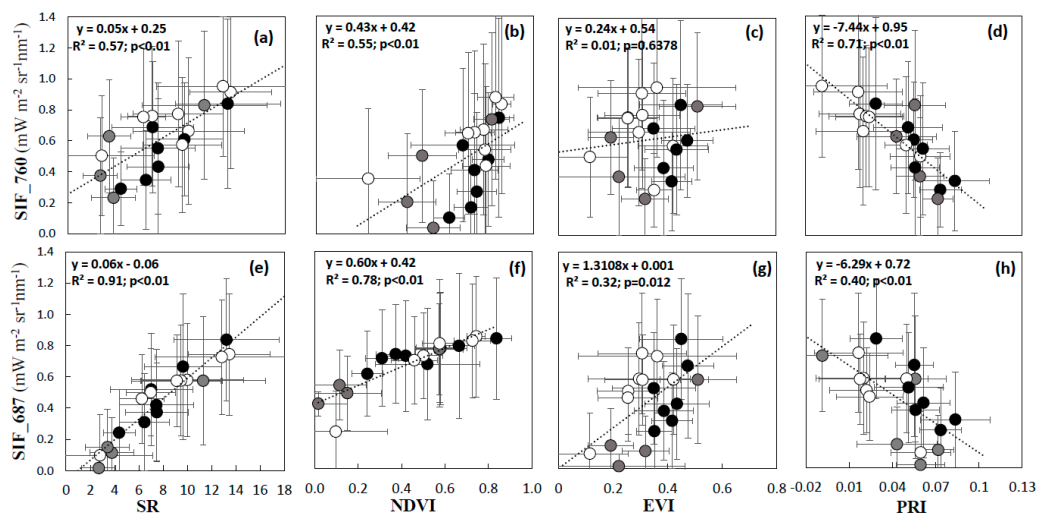 y = 0.05x + 0.25
R² = 0.57; p<0.01
(a)
y = 0.43x + 0.42
R² = 0.55; p<0.01
(b)
y = 0.24x + 0.54
R² = 0.01; p=0.6378
(c)
y = -7.44x + 0.95
R² = 0.71; p<0.01
(d)
SIF_760 (mW m⁻² sr⁻¹nm⁻¹)
1.4
1.2
1.0
0.8
0.6
0.4
0.2
0.0
y = 0.06x - 0.06
R² = 0.91; p<0.01
(e)
y = 0.60x + 0.42
R² = 0.78; p<0.01
(f)
y = 1.3108x + 0.001
R² = 0.32; p=0.012
(g)
y = -6.29x + 0.72
R² = 0.40; p<0.01
(h)
SIF_687 (mW m⁻² sr⁻¹nm⁻¹)
1.4
1.2
1.0
0.8
0.6
0.4
0.2
0.0
0 2 4 6 8 10 12 14 16 18
SR
0.0 0.2 0.4 0.6 0.8 1.0
NDVI
0 0.2 0.4 0.6 0.8
EVI
-0.02 0.01 0.04 0.07 0.1 0.13
PRI